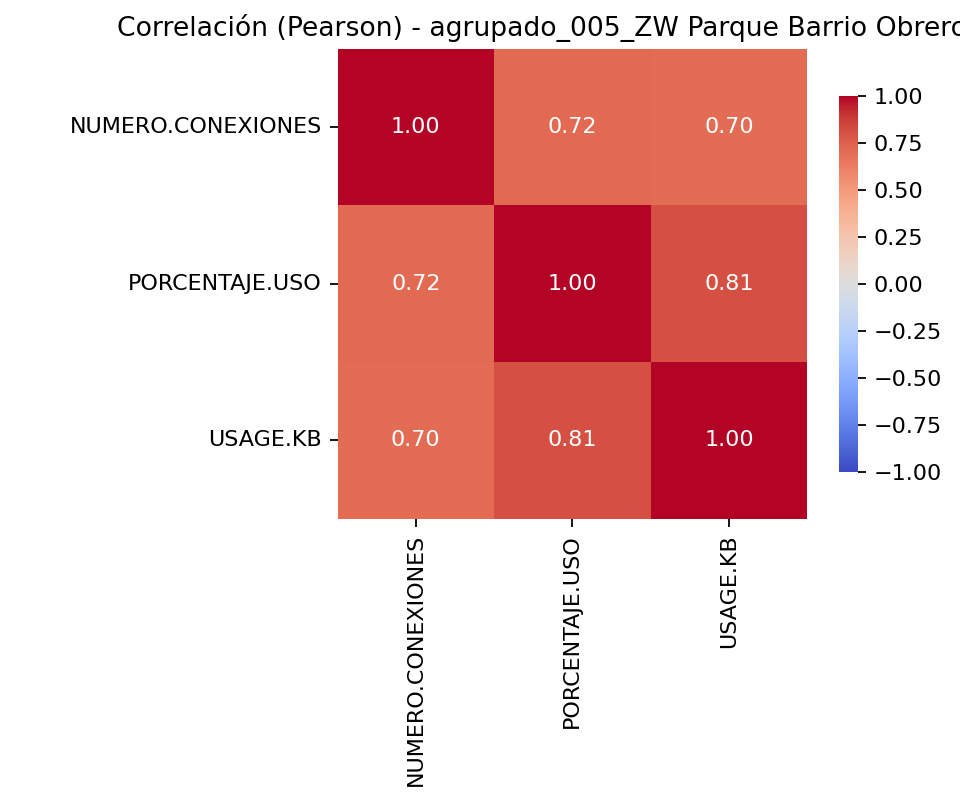 Correlación (Pearson) - agrupado_005_ZW Parque Barrio Obrero
NUMERO.CONEXIONES
1.00
0.72
0.70
PORCENTAJE.USO
0.72
1.00
0.81
USAGE.KB
0.70
0.81
1.00
NUMERO.CONEXIONES
PORCENTAJE.USO
USAGE.KB
1.00
0.75
0.50
0.25
0.00
−0.25
−0.50
−0.75
−1.00